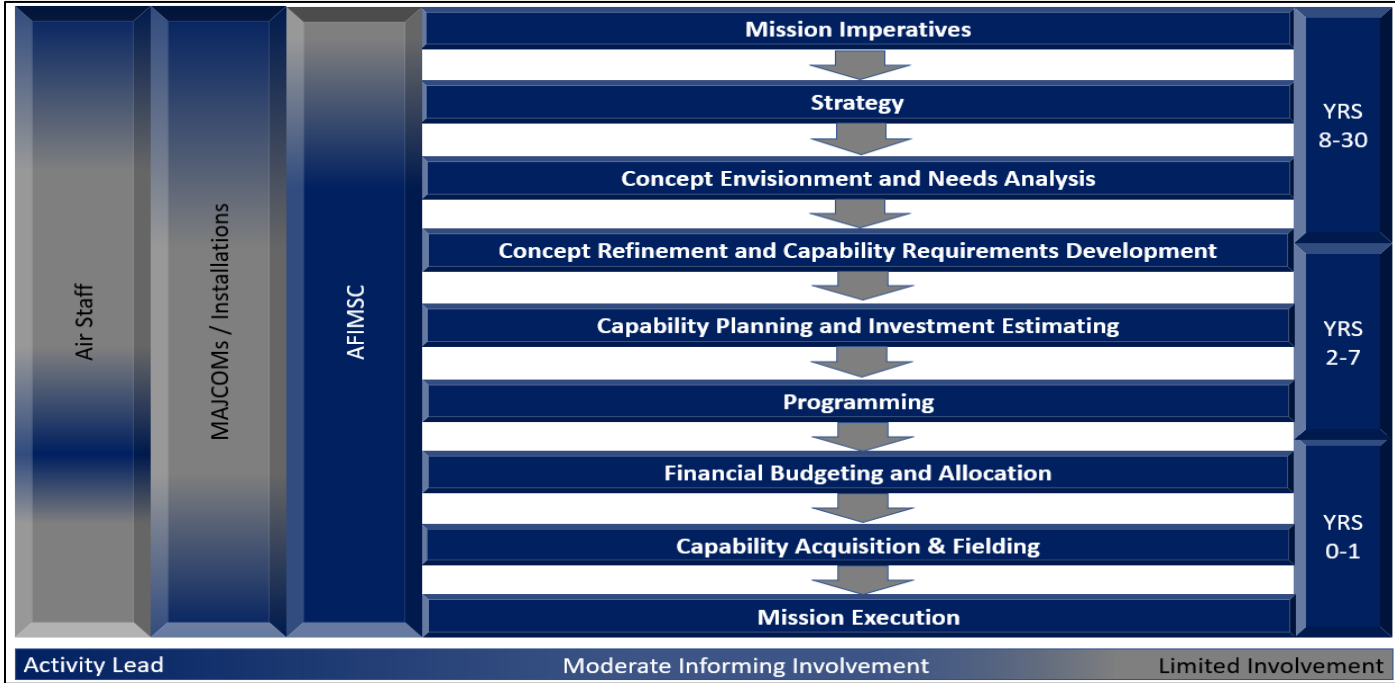 Air Staff
MAJCOMs / Installations
AFIMSC
Mission Imperatives
Strategy
Concept Envisionment and Needs Analysis
Concept Refinement and Capability Requirements Development
Capability Planning and Investment Estimating
Programming
Financial Budgeting and Allocation
Capability Acquisition & Fielding
Mission Execution
YRS
8-30
YRS
2-7
YRS
0-1
Activity Lead
Moderate Informing Involvement
Limited Involvement